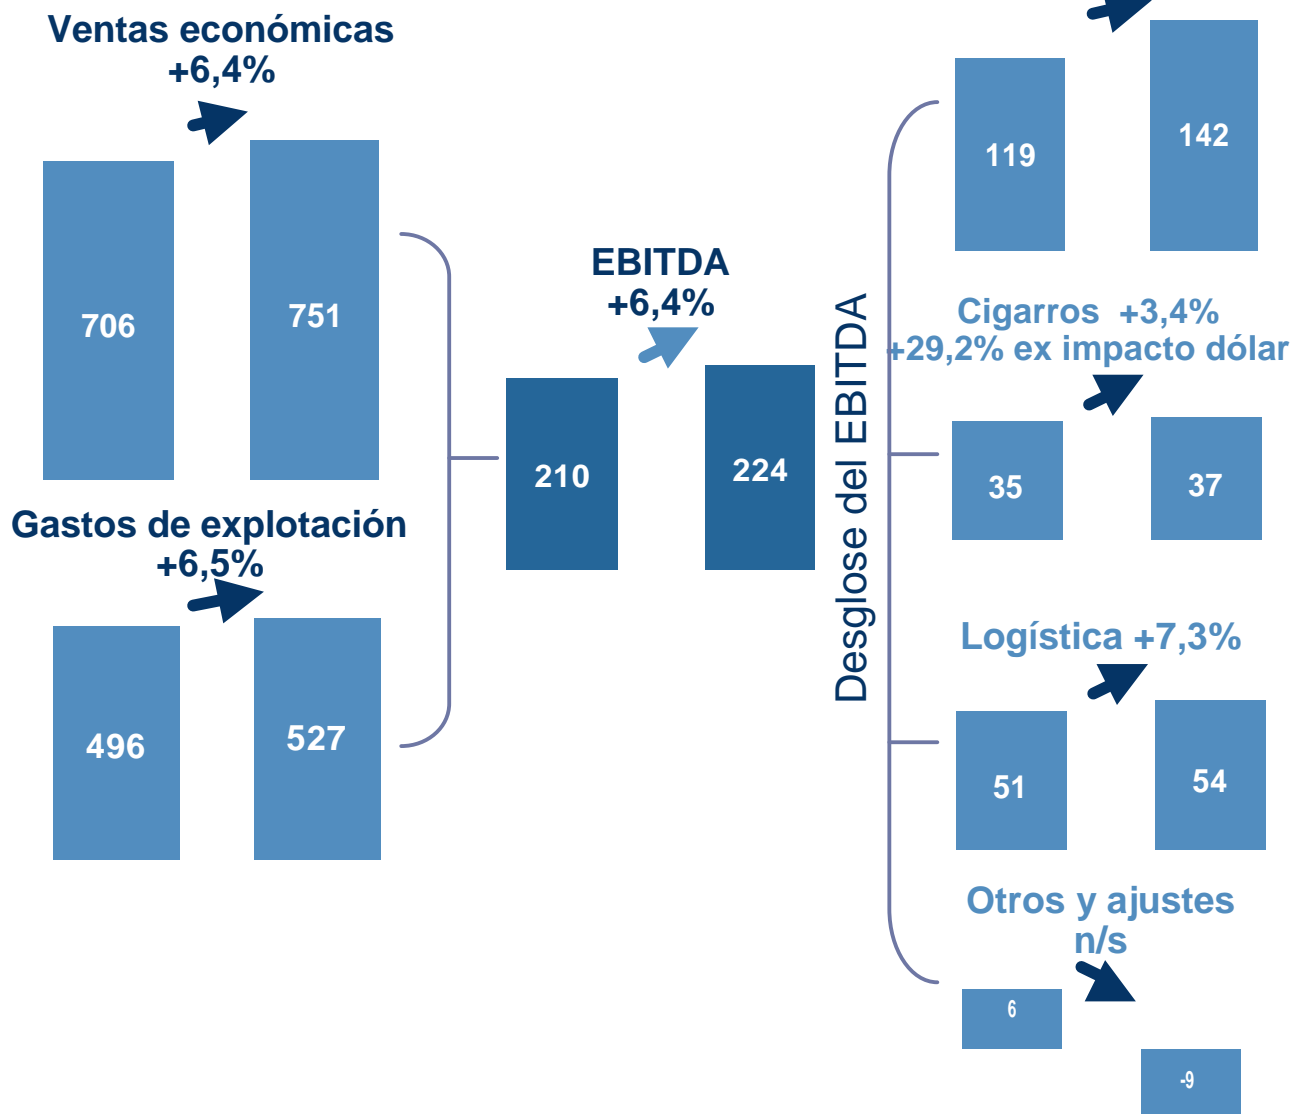 Ventas económicas
+6,4%
706
751
Gastos de explotación
+6,5%
496
527
EBITDA
+6,4%
210
224
Desglose del EBITDA
119
142
Cigarros +3,4%
+29,2% ex impacto dólar
35
37
Logística +7,3%
51
54
Otros y ajustes
n/s
6
-9